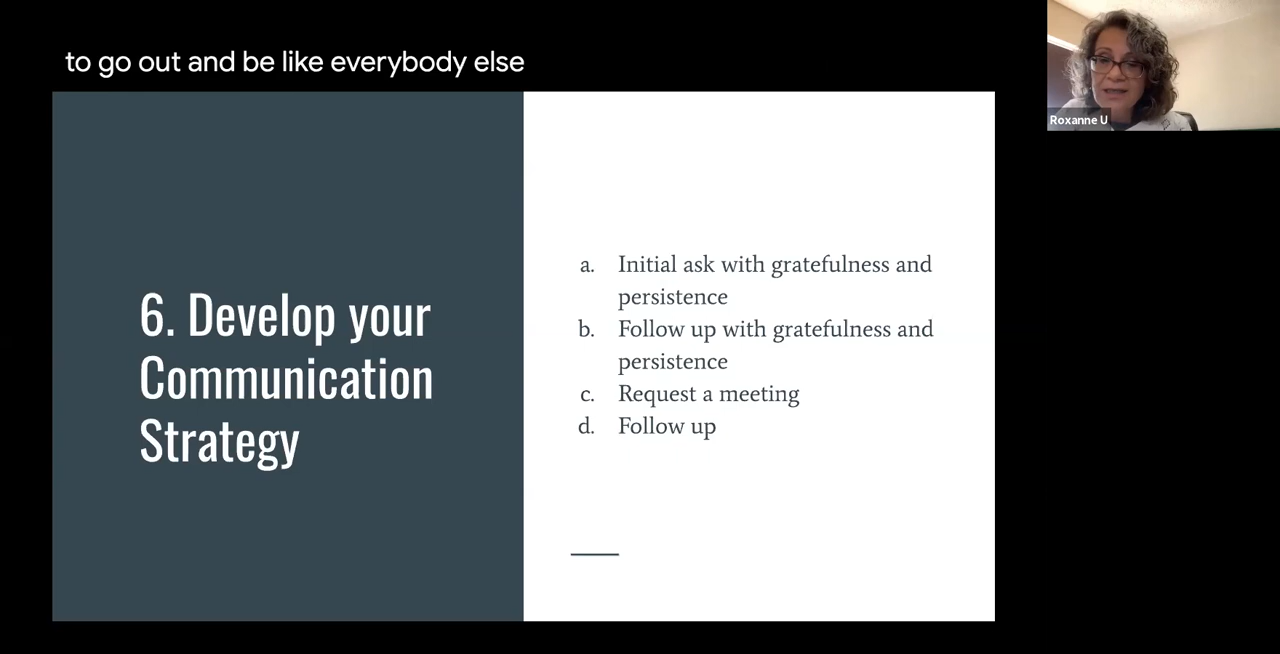 to go out and be like everybody else
Roxanne U
6. Develop your
Communication
Strategy
a. Initial ask with gratefulness and
persistence
b. Follow up with gratefulness and
persistence
c. Request a meeting
d. Follow up